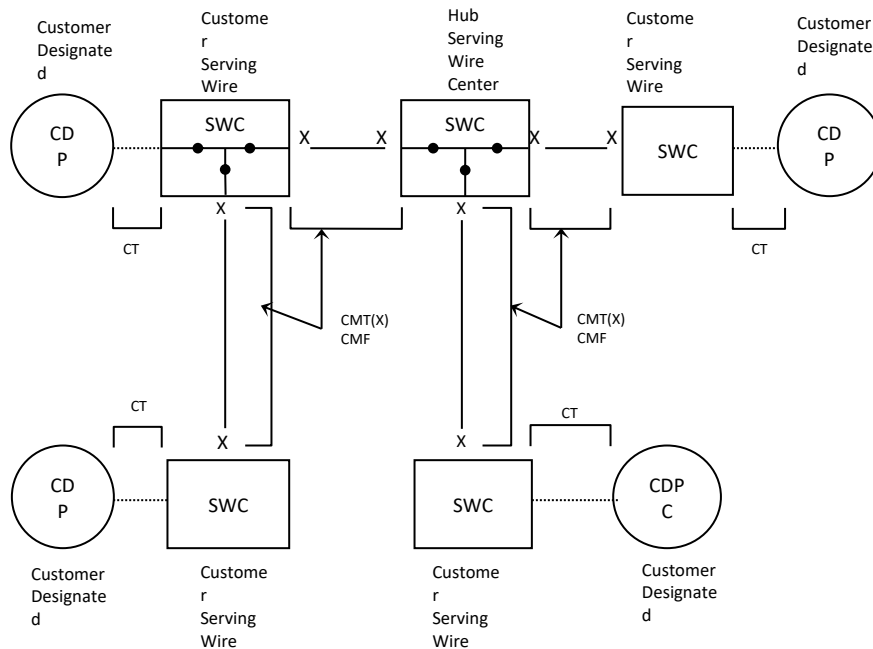 Customer
Designate
d
Custome
r
Serving
Wire
Hub
Serving
Wire
Center
Custome
r
Serving
Wire
Customer
Designate
d
CD
P
SWC
X
X
SWC
X
X
SWC
CD
P
X
X
CT
CT
CMT(X)
CMF
CMT(X)
CMF
CT
CT
X
X
CD
P
SWC
SWC
CDP
C
Customer
Designate
d
Custome
r
Serving
Wire
Custome
r
Serving
Wire
Customer
Designate
d